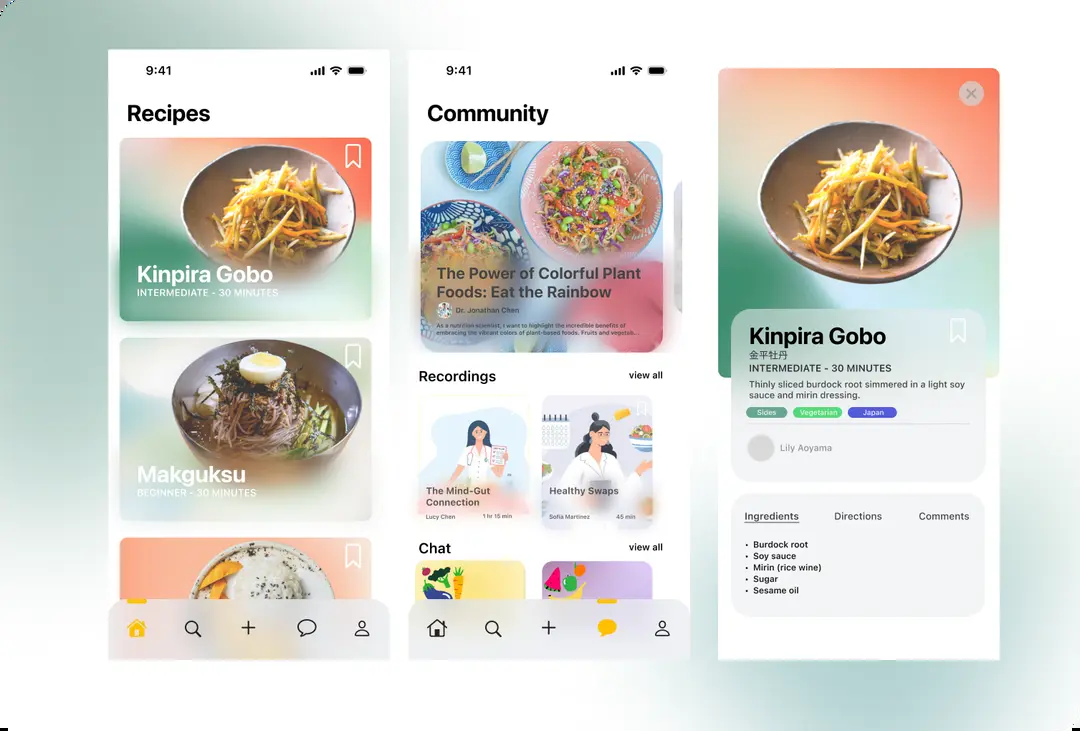 9:41
Recipes
Kinpira Gobo
INTERMEDIATE - 30 MINUTES
Makguksu
BEGINNER - 30 MINUTES
9:41
Community
The Power of Colorful Plant
Foods: Eat the Rainbow
Dr. Jonathan Chen
As a nutrition scientist, I want to highlight the incredible benefits of
embracing the vibrant colors of plant-based foods. Fruits and vegetab...
Recordings
view all
The Mind-Gut
Connection
Lucy Chen
1 hr 15 min
Healthy Swaps
Sofia Martinez
45 min
Chat
view all
Kinpira Gobo
金平牡丹
INTERMEDIATE - 30 MINUTES
Thinly sliced burdock root simmered in a light soy
sauce and mirin dressing.
Sides
Vegetarian
Japan
Lily Aoyama
Ingredients
Directions
Comments
• Burdock root
• Soy sauce
• Mirin (rice wine)
• Sugar
• Sesame oil